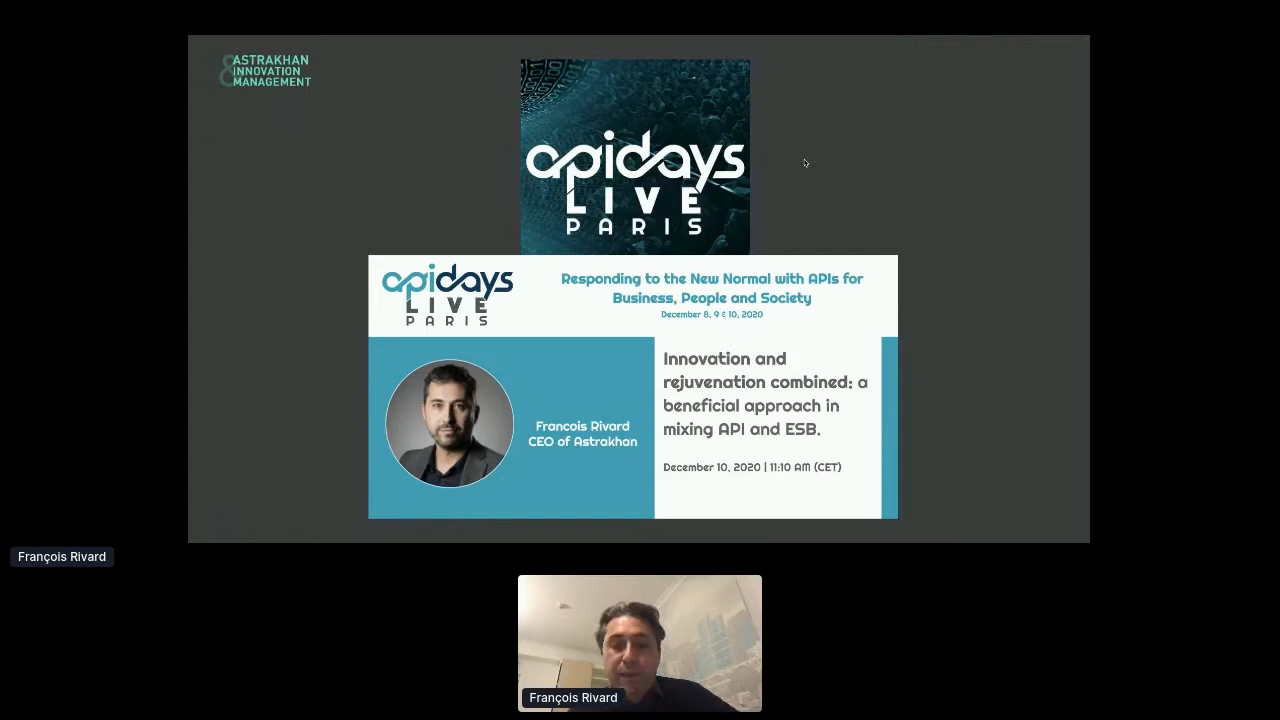 ASTRAKHAN
INNOVATION
MANAGEMENT
apidays
LIVE
PARIS
apidays
LIVE
PARIS
Responding to the New Normal with APIs for
Business, People and Society
December 8, 9 & 10, 2020
Francois Rivard
CEO of Astrakhan
Innovation and
rejuvenation combined: a
beneficial approach in
mixing API and ESB.
December 10, 2020 | 11:10 AM (CET)
François Rivard
François Rivard